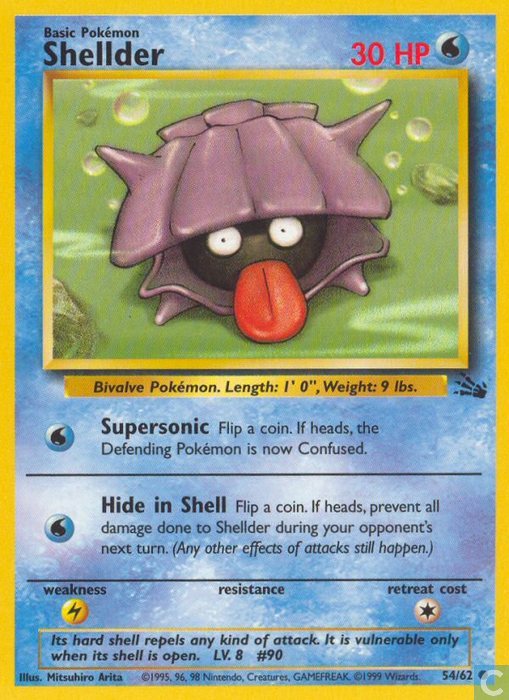 Basic Pokémon
Shellder 30 HP
Bivalve Pokémon. Length: 1' 0", Weight: 9 lbs.
Supersonic Flip a coin. If heads, the
Defending Pokémon is now Confused.
Hide in Shell Flip a coin. If heads, prevent all
damage done to Shellder during your opponent's
next turn. (Any other effects of attacks still happen.)
weakness resistance retreat cost
Its hard shell repels any kind of attack. It is vulnerable only
when its shell is open. LV. 8 #90
Illus. Mitsuhiro Arita ©1995, 96, 98 Nintendo, Creatures, GAMEFREAK. ©1999 Wizards. 54/62
C